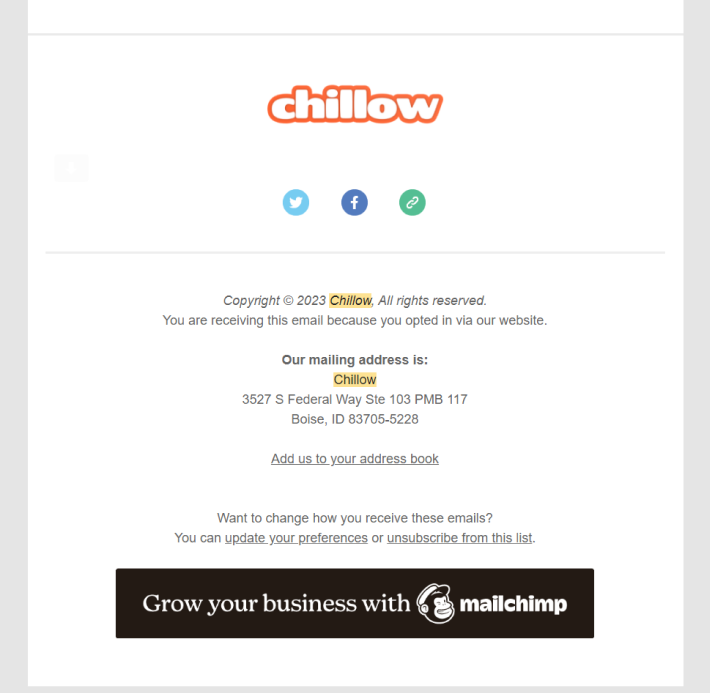 chillow
Copyright © 2023 Chillow, All rights reserved.
You are receiving this email because you opted in via our website.
Our mailing address is:
Chillow
3527 S Federal Way Ste 103 PMB 117
Boise, ID 83705-5228
Add us to your address book
Want to change how you receive these emails?
You can update your preferences or unsubscribe from this list.
Grow your business with mailchimp